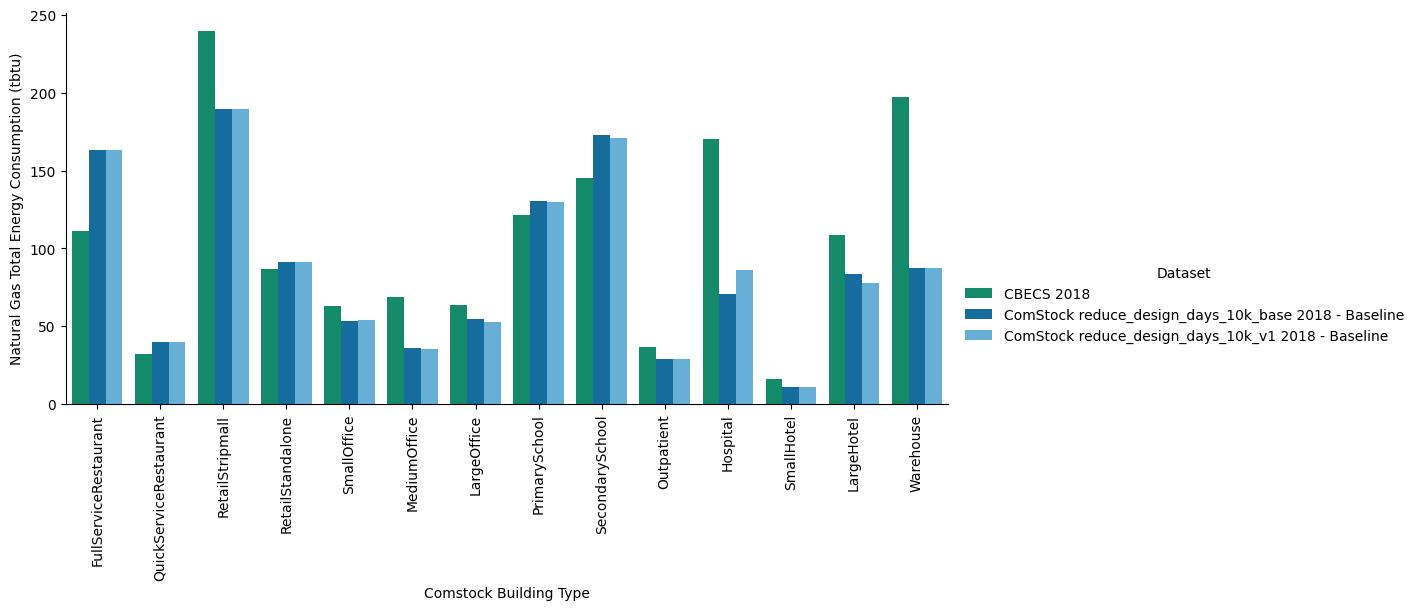 Natural Gas Total Energy Consumption (tbtu)
250
200
150
100
50
0
FullServiceRestaurant
QuickServiceRestaurant
RetailStripmall
RetailStandalone
SmallOffice
MediumOffice
LargeOffice
PrimarySchool
SecondarySchool
Outpatient
Hospital
SmallHotel
LargeHotel
Warehouse
Comstock Building Type
Dataset
CBECS 2018
ComStock reduce_design_days_10k_base 2018 - Baseline
ComStock reduce_design_days_10k_v1 2018 - Baseline